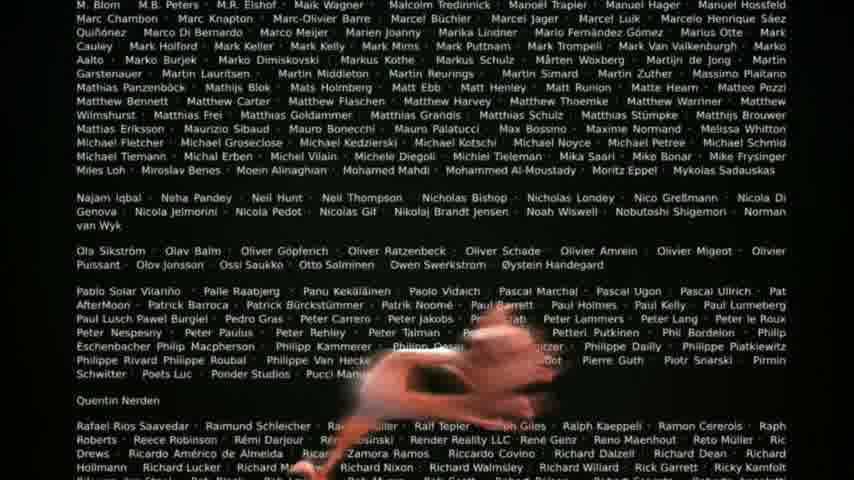 M. Blom · M.B. Peters · M.R. Elshof · Maik Wagner · Malcolm Tredinnick · Manoël Trapier · Manuel Hager · Manuel Hossfeld
Marc Chambon · Marc Knapton · Marc-Olivier Barre · Marcel Büchler · Marcel Jager · Marcel Luik · Marcelo Henrique Sáez
Quiñónez · Marco Di Bernardo · Marco Meijer · Marien Joanny · Marika Lindner · Mario Fernández Gómez · Marius Otte · Mark
Cauley · Mark Holford · Mark Keller · Mark Kelly · Mark Mims · Mark Puttnam · Mark Trompell · Mark Van Valkenburgh · Marko
Aalto · Marko Burjek · Marko Dimiskovski · Markus Kothe · Markus Schulz · Mårten Woxberg · Martijn de Jong · Martin
Garstenauer · Martin Lauritsen · Martin Middleton · Martin Reurings · Martin Simard · Martin Zuther · Massimo Plaitano
Mathias Panzenböck · Mathijs Blok · Mats Holmberg · Matt Ebb · Matt Henley · Matt Runion · Matte Hearn · Matteo Pozzi
Matthew Bennett · Matthew Carter · Matthew Flaschen · Matthew Harvey · Matthew Thoemke · Matthew Warriner · Matthew
Wilmshurst · Matthias Frei · Matthias Goldammer · Matthias Grandis · Matthias Schulz · Matthias Stümpke · Matthijs Brouwer
Mattias Eriksson · Maurizio Sibaud · Mauro Bonecchi · Mauro Palatucci · Max Bossino · Maxime Normand · Melissa Whitton
Michael Fletcher · Michael Groseclose · Michael Kedzierski · Michael Kotschi · Michael Noyce · Michael Petree · Michael Schmid
Michael Tiemann · Michal Erben · Michel Vilain · Michele Diegoli · Michiel Tieleman · Mika Saari · Mike Bonar · Mike Frysinger
Miles Loh · Miroslav Benes · Moein Alinaghian · Mohamed Mahdi · Mohammed Al-Moustady · Moritz Eppel · Mykolas Sadauskas
Najam Iqbal · Neha Pandey · Neil Hunt · Neil Thompson · Nicholas Bishop · Nicholas Londey · Nico Greßmann · Nicola Di
Genova · Nicola Jelmorini · Nicola Pedot · Nicolas Gif · Nikolaj Brandt Jensen · Noah Wiswell · Nobutoshi Shigemori · Norman
van Wyk
Ola Sikström · Olav Balm · Oliver Göpferich · Oliver Ratzenbeck · Oliver Schade · Olivier Amrein · Olivier Migeot · Olivier
Puissant · Olov Jonsson · Ossi Saukko · Otto Salminen · Owen Swerkstrom · Øystein Handegard
Pablo Solar Vilariño · Palle Raabjerg · Panu Kekäläinen · Paolo Vidaich · Pascal Marchal · Pascal Ugon · Pascal Ullrich · Pat
AfterMoon · Patrick Barroca · Patrick Bürckstümmer · Patrik Noomé · Paul Barrett · Paul Holmes · Paul Kelly · Paul Lumeberg
Paul Lusch Pawel Burgiel · Pedro Gras · Peter Carrero · Peter Jakobs · Peter Lammers · Peter Lang · Peter le Roux
Peter Nespesny · Peter Paulus · Peter Rehley · Peter Talman · Petteri Putkinen · Phil Bordelon · Philip
Eschenbacher Philip Macpherson · Philipp Kammerer · Philipp · Philippe Dailly · Philippe Piatkiewitz
Philippe Rivard Philippe Roubal · Philippe Van Hecke · Pierre Guth · Piotr Snarski · Pirmin
Schwitter · Poets Luc · Ponder Studios · Pucci
Quentin Nerden
Rafael Rios Saavedar · Raimund Schleicher · Ralf Tepler · Giles · Ralph Kaeppeli · Ramon Cererois · Raph
Roberts · Reece Robinson · Rémi Darjour · Render Reality LLC · René Genz · Reno Manenhout · Reto Müller · Ric
Drews · Ricardo Américo de Almeida · Zamora Ramos · Riccardo Covino · Richard Dalzell · Richard Dean · Richard
Hollmann · Richard Lucker · Richard · Richard Nixon · Richard Walmsley · Richard Willard · Rick Garrett · Ricky Kamfolt